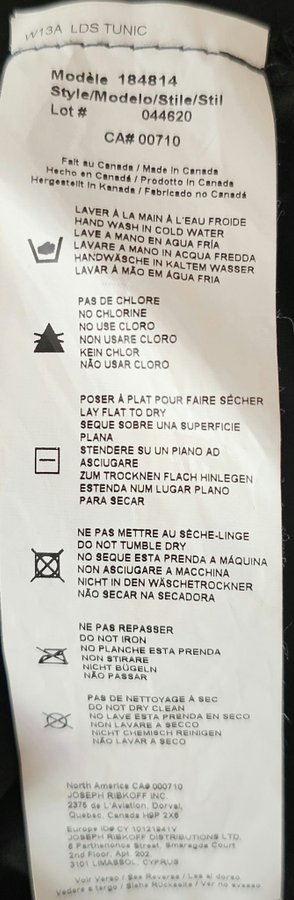 W13A LDS TUNIC
Modèle 184814
Style/Modelo/Stile/Stil
Lot # 044620
CA# 00710
Fait au Canada / Made in Canada
Hecho en Canada / Prodotto in Canada
Hergestellt in Kanada / Fabricado no Canadá
LAVER À LA MAIN À L'EAU FROIDE
HAND WASH IN COLD WATER
LAVE A MANO EN AQUA FRÍA
LAVARE A MANO IN ACQUA FREDDA
HANDWÄSCHE IN KALTEM WASSER
LAVAR À MÃO EM ÁGUA FRIA
PAS DE CHLORE
NO CHLORINE
NO USE CLORO
NON USARE CLORO
KEIN CHLOR
NÃO USAR CLORO
POSER À PLAT POUR FAIRE SÉCHER
LAY FLAT TO DRY
SEQUE SOBRE UNA SUPERFICIE
PLANA
STENDERE SU UN PIANO AD
ASCIUGARE
ZUM TROCKNEN FLACH HINLEGEN
ESTENDA NUM LUGAR PLANO
PARA SECAR
NE PAS METTRE AU SÈCHE-LINGE
DO NOT TUMBLE DRY
NO SEQUE ESTA PRENDA A MÁQUINA
NON ASCIUGARE A MACCHINA
NICHT IN DEN WÄSCHETROCKNER
NÃO SECAR NA SECADORA
NE PAS REPASSER
DO NOT IRON
NO PLANCHE ESTA PRENDA
NON STIRARE
NICHT BÜGELN
NÃO PASSAR
PAS DE NETTOYAGE À SEC
DO NOT DRY CLEAN
NO LAVE ESTA PRENDA EN SECO
NON LAVARE A SECCO
NICHT CHEMISCH REINIGEN
NÃO LAVAR A SECO
North America CA# 000710
JOSEPH RIBKOFF INC
2375 de L'Aviation, Dorval,
Quebec, Canada H9P 2X6
Europe ID# CY 10121941V
JOSEPH RIBKOFF DISTRIBUTIONS LTD.
6 Parthenonos Street, Smaragda Court
2nd Floor, Apt. 202,
3101 LIMASSOL, CYPRUS
Voir Verso / See Reverse / Lea al dorso
Vedere a tergo / Siehe Rückseite / Ver no avesso